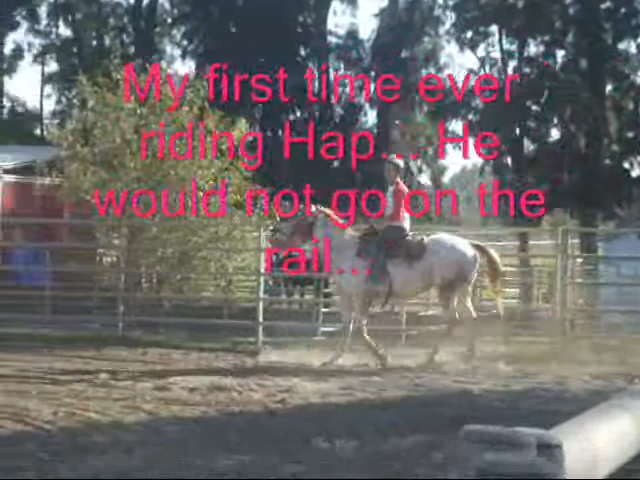 My first time ever
riding Hap... He
would not go on the
rail...